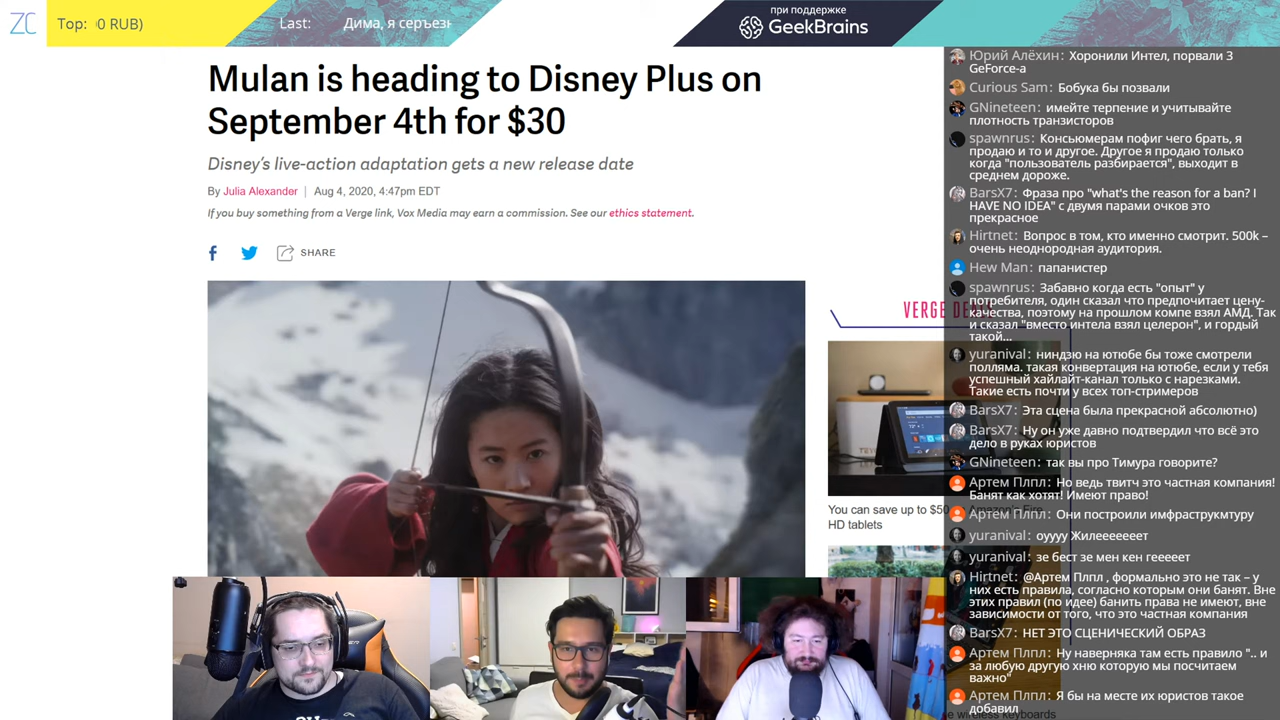 ZC
Top: 0 RUB)
Last: Дима, я серъезн
при поддержке
GeekBrains
Mulan is heading to Disney Plus on
September 4th for $30
Disney's live-action adaptation gets a new release date
By Julia Alexander | Aug 4, 2020, 4:47pm EDT
If you buy something from a Verge link, Vox Media may earn a commission. See our ethics statement.
SHARE
VERGE DEALS
You can save up to $50
Amazon's Fire
HD tablets
wireless keyboards
Юрий Алёхин: Хоронили Интел, порвали 3
GeForce-а
Curious Sam: Бобука бы позвали
GNineteen: имейте терпение и учитывайте
плотность транзисторов
spawnrus: Консьюмерам пофиг чего брать, я
продаю и то и другое. Другое я продаю только
когда "пользователь разбирается", выходит в
среднем дороже.
BarsX7: Фраза про "what's the reason for a ban? I
HAVE NO IDEA" с двумя парами очков это
прекрасное
Hirtnet: Вопрос в том, кто именно смотрит. 500k –
очень неоднородная аудитория.
Hew Man: папанистер
spawnrus: Забавно когда есть "опыт" у
потребителя, один сказал что предпочитает цену-
качества, поэтому на прошлом компе взял АМД. Так
и сказал "вместо интела взял целерон", и гордый
такой...
yuranival: ниндзю на ютюбе бы тоже смотрели
полляма. такая конвертация на ютюбе, если у тебя
успешный хайлайт-канал только с нарезками.
Такие есть почти у всех топ-стримеров
BarsX7: Эта сцена была прекрасной абсолютно)
BarsX7: Ну он уже давно подтвердил что всё это
дело в руках юристов
GNineteen: так вы про Тимура говорите?
Артем Плпл: Но ведь твитч это частная компания!
Банят как хотят! Имеют право!
Артем Плпл: Они построили имфраструкмтуру
yuranival: оуууу Жилеееееееет
yuranival: зе бест зе мен кен геееет
Hirtnet: @Артем Плпл , формально это не так – у
них есть правила, согласно которым они банят. Вне
этих правил (по идее) банить права не имеют, вне
зависимости от того, что это частная компания
BarsX7: НЕТ ЭТО СЦЕНИЧЕСКИЙ ОБРАЗ
Артем Плпл: Ну наверняка там есть правило ".. и
за любую другую хню которую мы посчитаем
важно"
Артем Плпл: Я бы на месте их юристов такое
добавил